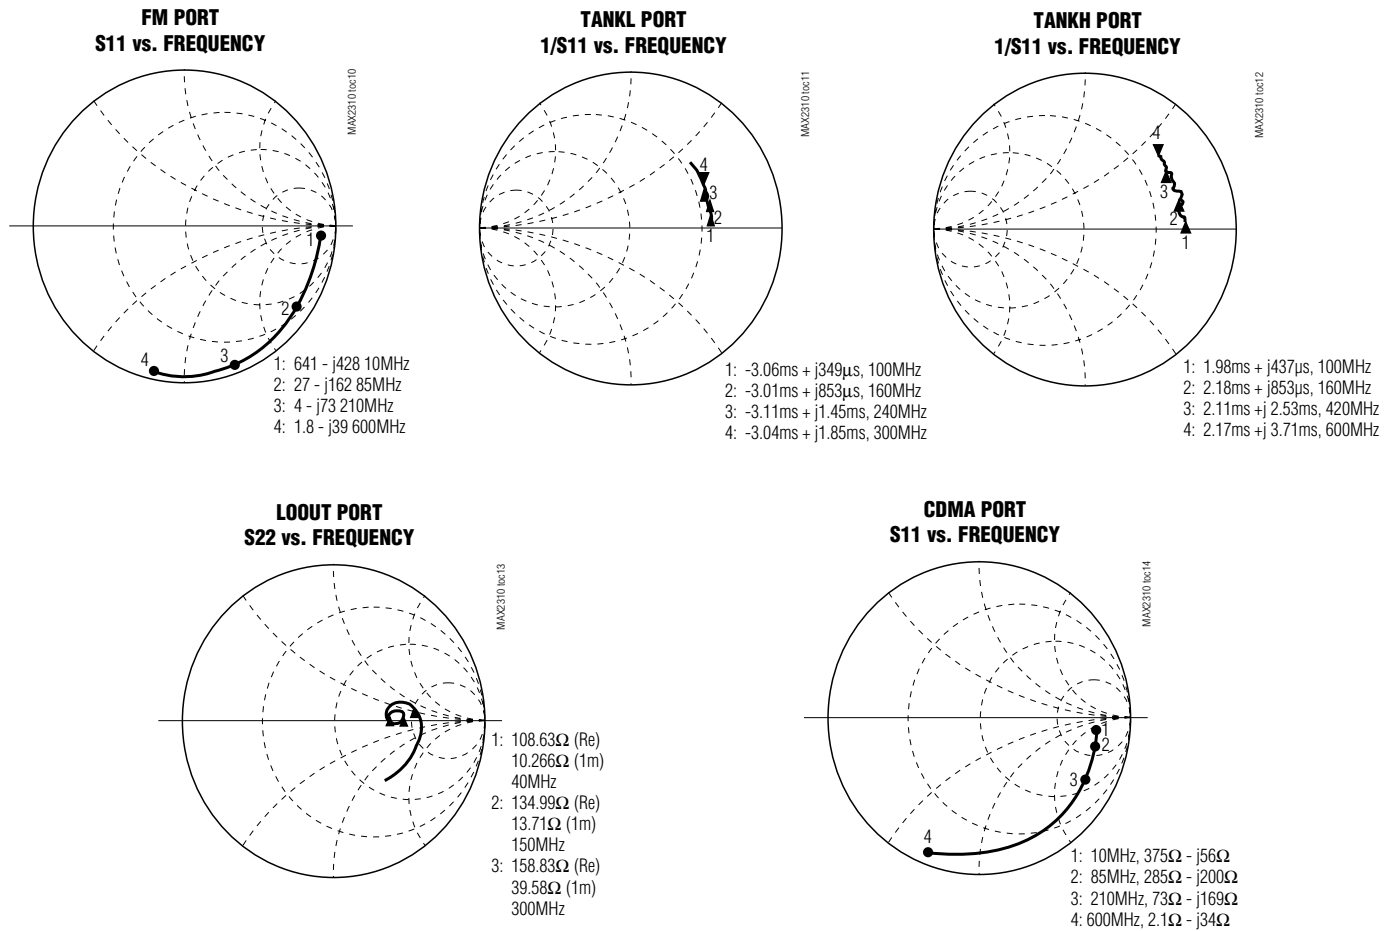 FM PORT
S11 vs. FREQUENCY
MAX2310 toc10
1
2
3
4
1: 641 - j428 10MHz
2: 27 - j162 85MHz
3: 4 - j73 210MHz
4: 1.8 - j39 600MHz
TANKL PORT
1/S11 vs. FREQUENCY
MAX2310 toc11
4
3
2
1
1: -3.06ms + j349µs, 100MHz
2: -3.01ms + j853µs, 160MHz
3: -3.11ms + j1.45ms, 240MHz
4: -3.04ms + j1.85ms, 300MHz
TANKH PORT
1/S11 vs. FREQUENCY
MAX2310 toc12
4
3
2
1
1: 1.98ms + j437µs, 100MHz
2: 2.18ms + j853µs, 160MHz
3: 2.11ms +j 2.53ms, 420MHz
4: 2.17ms +j 3.71ms, 600MHz
LOOUT PORT
S22 vs. FREQUENCY
MAX2310 toc13
1: 108.63Ω (Re)
10.266Ω (1m)
40MHz
2: 134.99Ω (Re)
13.71Ω (1m)
150MHz
3: 158.83Ω (Re)
39.58Ω (1m)
300MHz
CDMA PORT
S11 vs. FREQUENCY
MAX2310 toc14
1
2
3
4
1: 10MHz, 375Ω - j56Ω
2: 85MHz, 285Ω - j200Ω
3: 210MHz, 73Ω - j169Ω
4: 600MHz, 2.1Ω - j34Ω